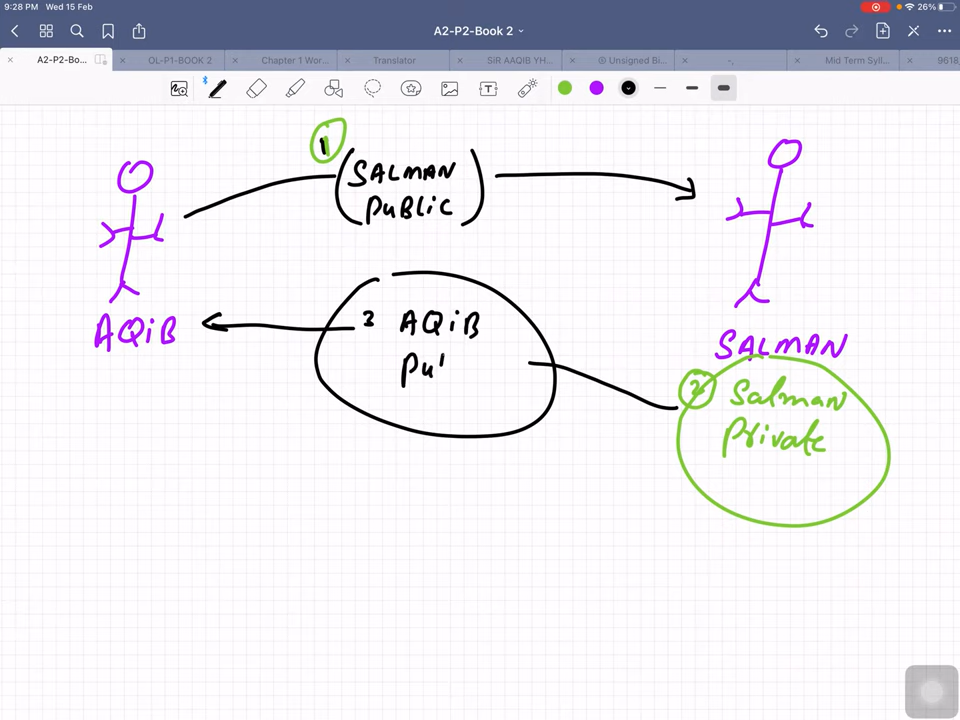 9:28 PM Wed 15 Feb
26%
A2-P2-Book 2
A2-P2-Bo...
OL-P1-BOOK 2
Chapter 1 Wor...
Translator
SIR AAQIB YH...
Unsigned Bi...
Mid Term Syll...
9618
1
SALMAN
PUBLIC
AQiB
3 AQiB
Pu'
SALMAN
2 Salman
Private